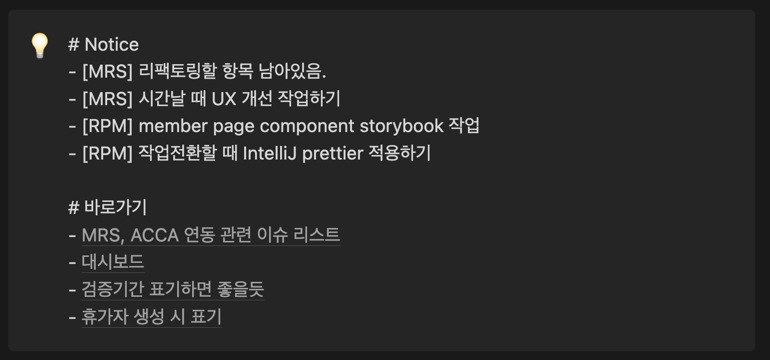 # Notice
- [MRS] 리팩토링할 항목 남아있음.
- [MRS] 시간날 때 UX 개선 작업하기
- [RPM] member page component storybook 작업
- [RPM] 작업전환할 때 IntelliJ prettier 적용하기
# 바로가기
- MRS, ACCA 연동 관련 이슈 리스트
- 대시보드
- 검증기간 표기하면 좋을듯
- 휴가자 생성 시 표기